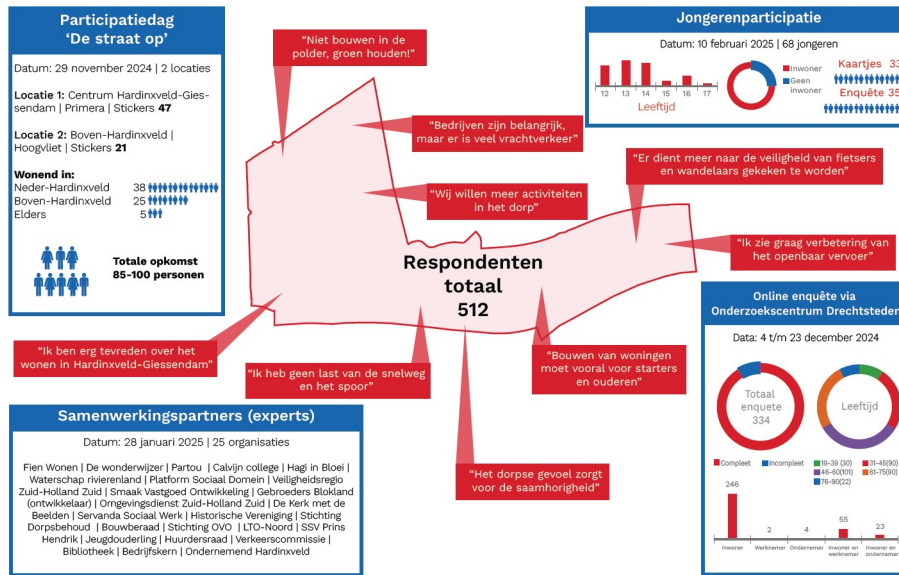 Participatiedag
‘De straat op’
Datum: 29 november 2024 | 2 locaties
Locatie 1: Centrum Hardinxveld-Gies-
sendam | Primera | Stickers 47
Locatie 2: Boven-Hardinxveld |
Hoogvliet | Stickers 21
Wonend in:
Neder-Hardinxveld 38
Boven-Hardinxveld 25
Elders 5
Totale opkomst
85-100 personen
“Niet bouwen in de
polder, groen houden!”
“Bedrijven zijn belangrijk,
maar er is veel vrachtverkeer”
“Wij willen meer activiteiten
in het dorp”
“Er dient meer naar de veiligheid van fietsers
en wandelaars gekeken te worden”
“Ik zie graag verbetering van
het openbaar vervoer”
Respondenten
totaal
512
“Ik ben erg tevreden over het
wonen in Hardinxveld-Giessendam”
“Ik heb geen last van de snelweg
en het spoor”
“Bouwen van woningen
moet vooral voor starters
en ouderen”
“Het dorpse gevoel zorgt
voor de saamhorigheid”
Jongerenparticipatie
Datum: 10 februari 2025 | 68 jongeren
12 13 14 15 16 17
Leeftijd
Inwoner
Geen
inwoner
Kaartjes 33
Enquête 35
Online enquête via
Onderzoekscentrum Drechtsteden
Data: 4 t/m 23 december 2024
Totaal
enquete
334
Leeftijd
Compleet Incompleet
19-39 (30) 31-45(90)
46-60(101) 61-75(90)
76-90(22)
246
2
4
55
23
Inwoner
Werknemer
Ondernemer
Inwoner en
werknemer
Inwoner en
ondernemer
Samenwerkingspartners (experts)
Datum: 28 januari 2025 | 25 organisaties
Fien Wonen | De wonderwijzer | Partou | Calvijn college | Hagi in Bloei |
Waterschap rivierenland | Platform Sociaal Domein | Veiligheidsregio
Zuid-Holland Zuid | Smaak Vastgoed Ontwikkeling | Gebroeders Blokland
(ontwikkelaar) | Omgevingsdienst Zuid-Holland Zuid | De Kerk met de
Beelden | Servanda Sociaal Werk | Historische Vereniging | Stichting
Dorpsbehoud | Bouwberaad | Stichting OVO | LTO-Noord | SSV Prins
Hendrik | Jeugdouderling | Huurdersraad | Verkeerscommissie |
Bibliotheek | Bedrijfskern | Ondernemend Hardinxveld